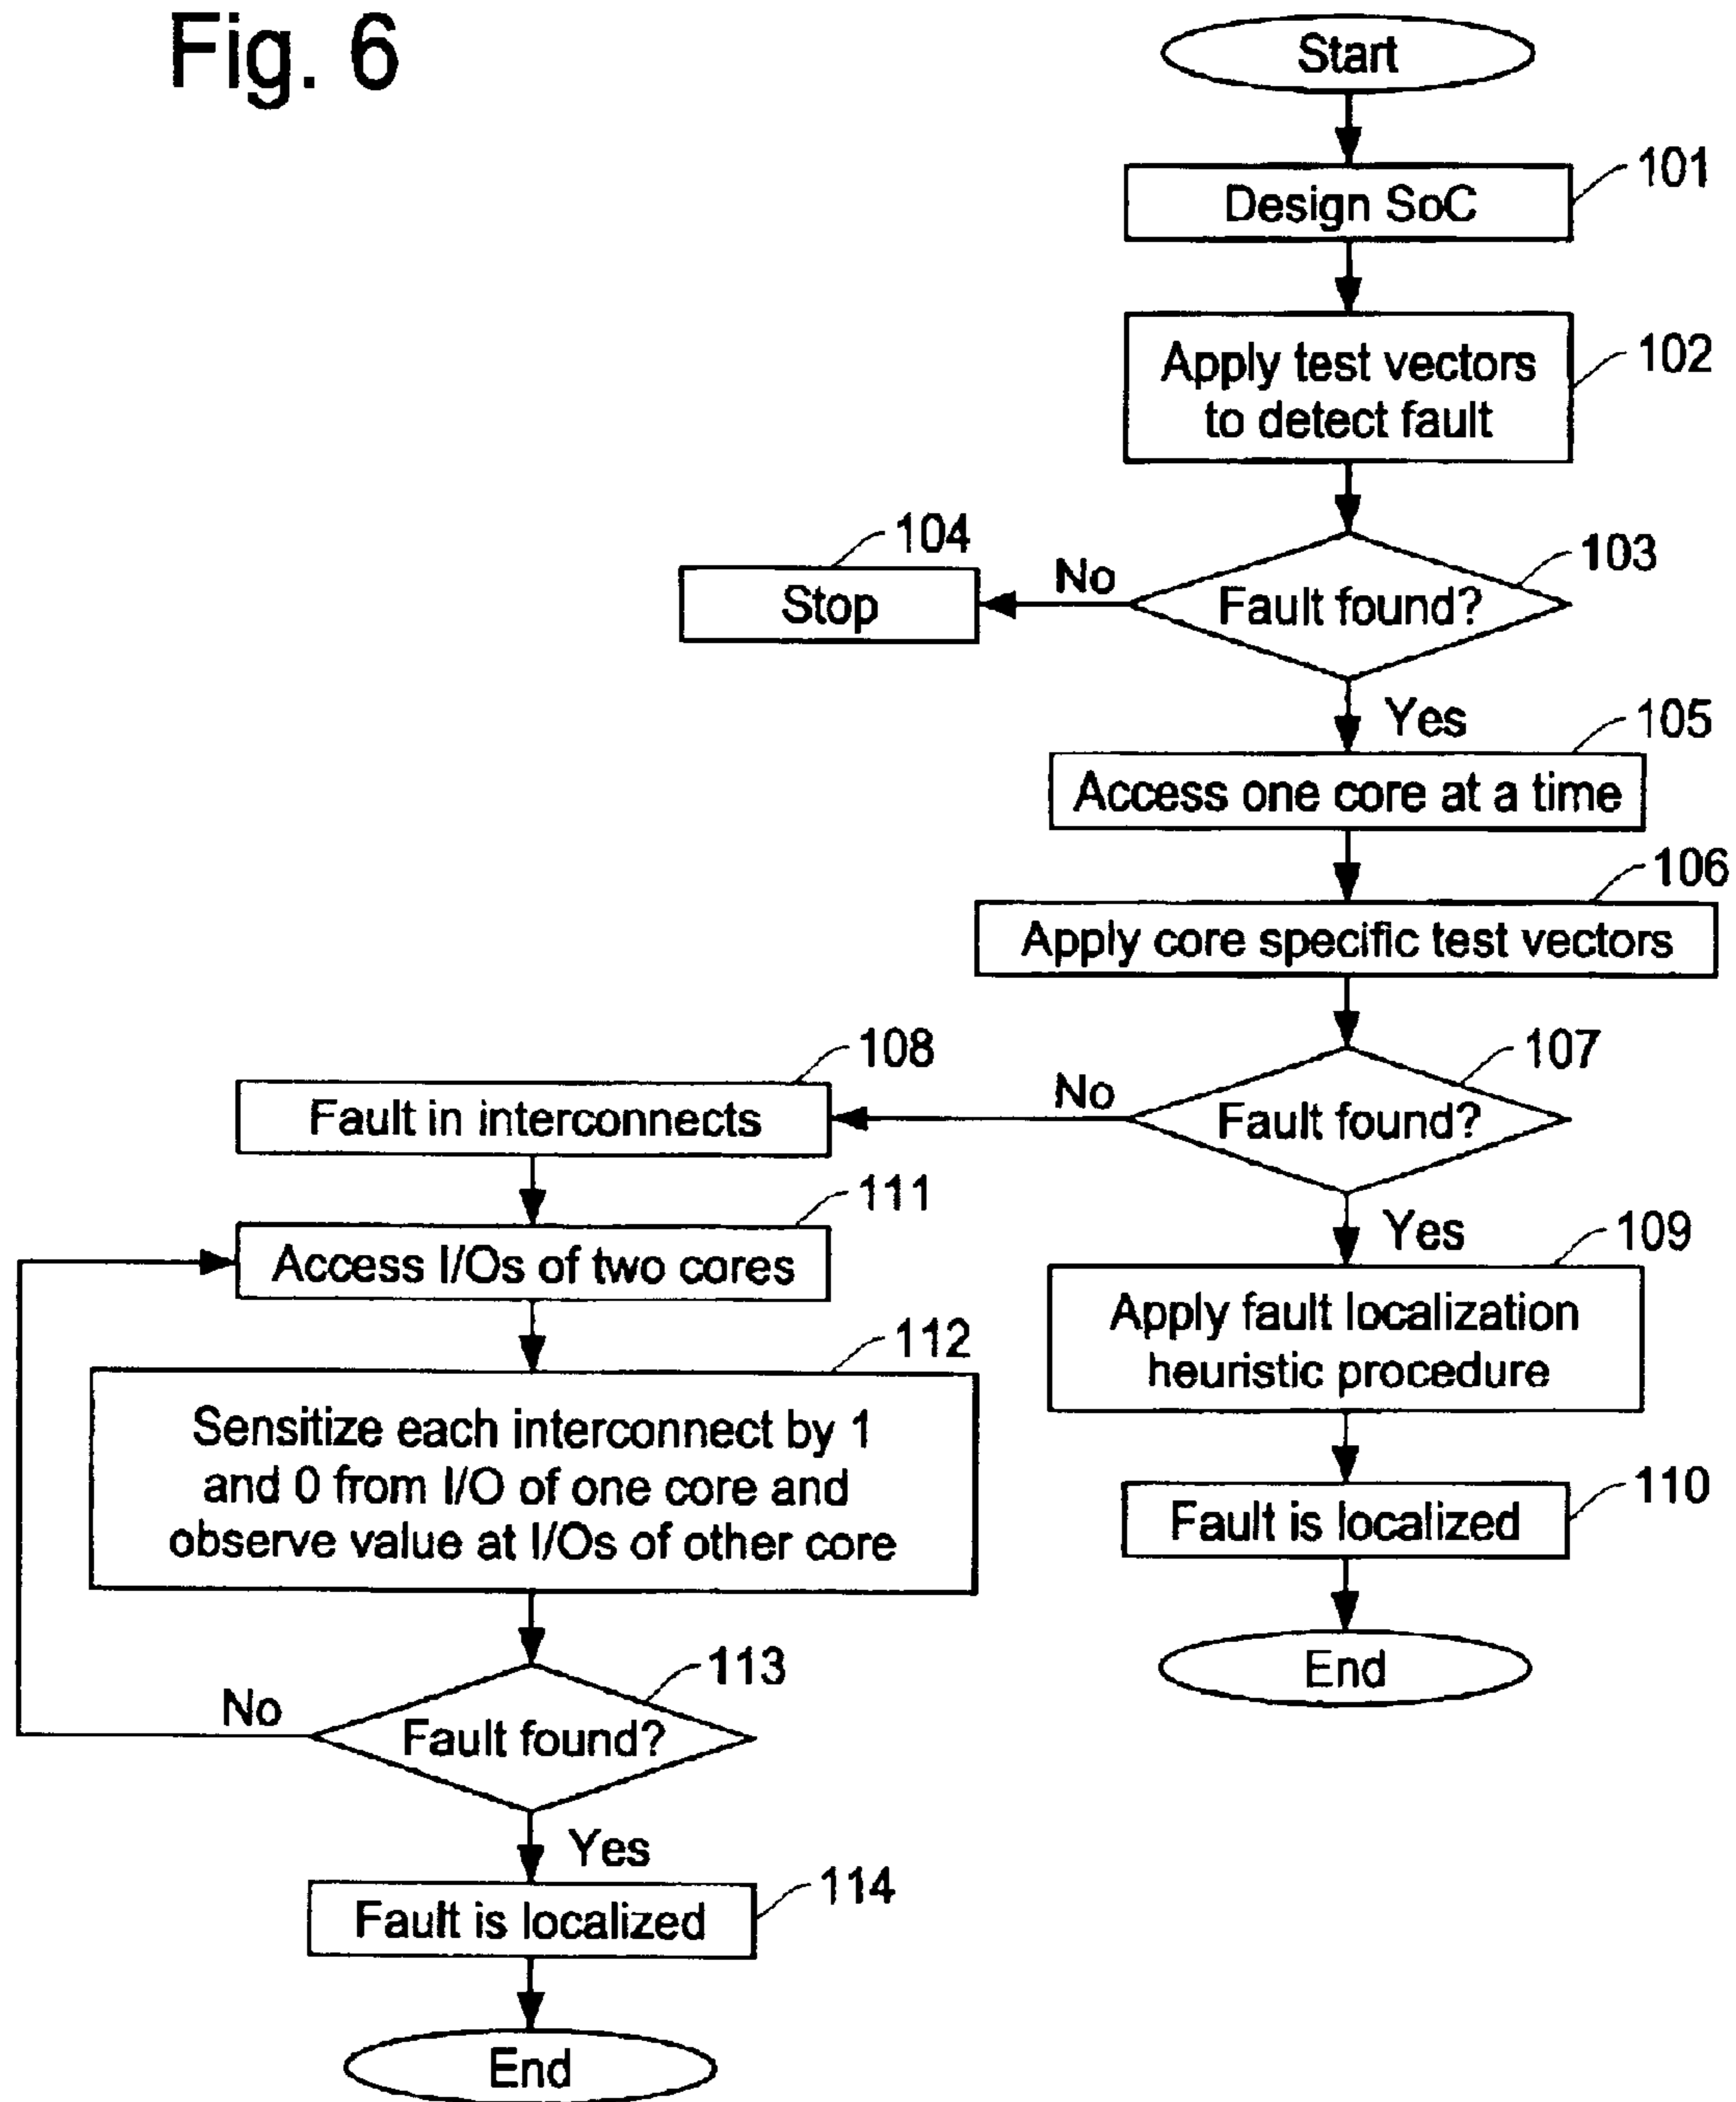 Fig. 6
Start
101
Design SoC
102
Apply test vectors
to detect fault
104
Stop
No
103
Fault found?
Yes
105
Access one core at a time
106
Apply core specific test vectors
107
Fault found?
No
108
Fault in interconnects
111
Access I/Os of two cores
112
Sensitize each interconnect by 1
and 0 from I/O of one core and
observe value at I/Os of other core
113
Fault found?
No
Yes
114
Fault is localized
End
Yes
109
Apply fault localization
heuristic procedure
110
Fault is localized
End